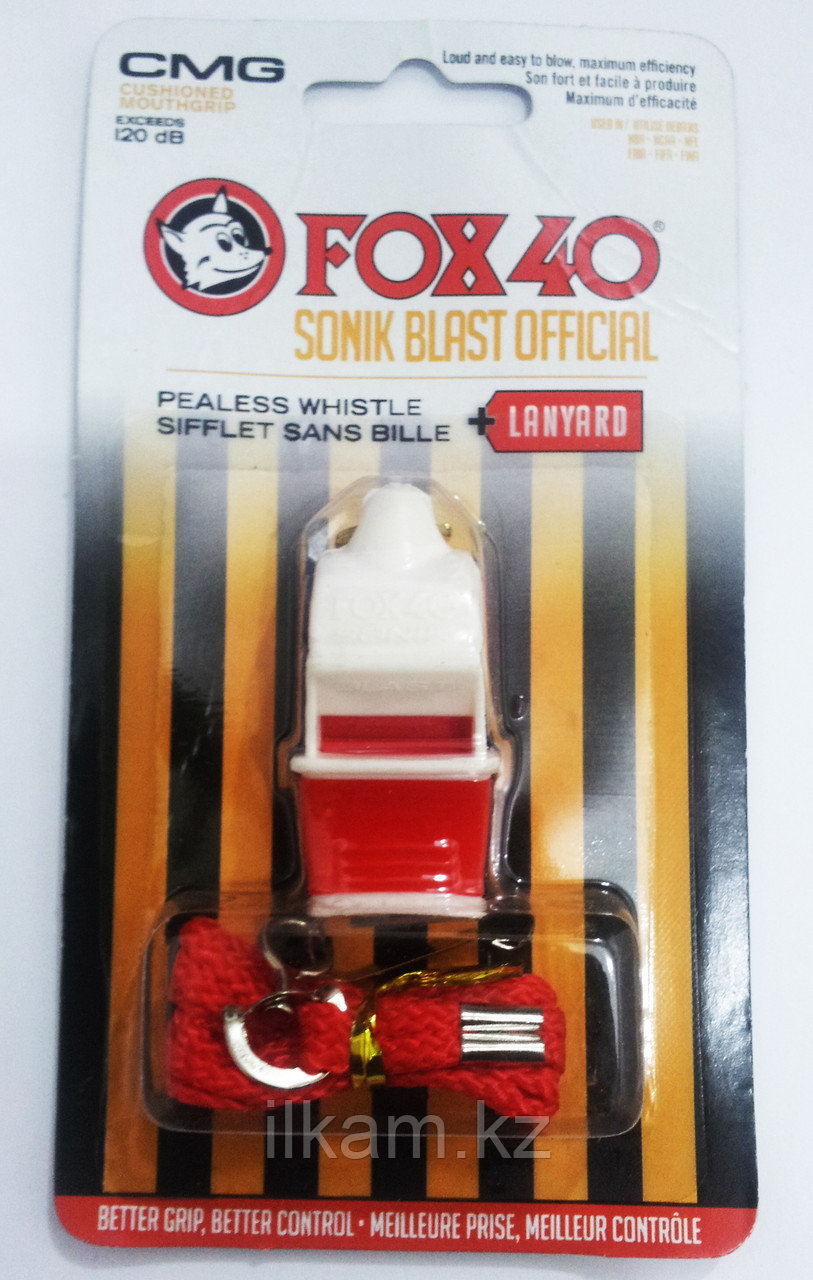 CMG
CUSHIONED
MOUTHGRIP
EXCEEDS
120 dB
Loud and easy to blow, maximum efficiency
Son fort et facile à produire
Maximum d'efficacité
FOX 40®
SONIK BLAST OFFICIAL
PEALESS WHISTLE
SIFFLET SANS BILLE
+ LANYARD
FOX 40
SONIK
ilkam.kz
BETTER GRIP, BETTER CONTROL • MEILLEURE PRISE, MEILLEUR CONTRÔLE